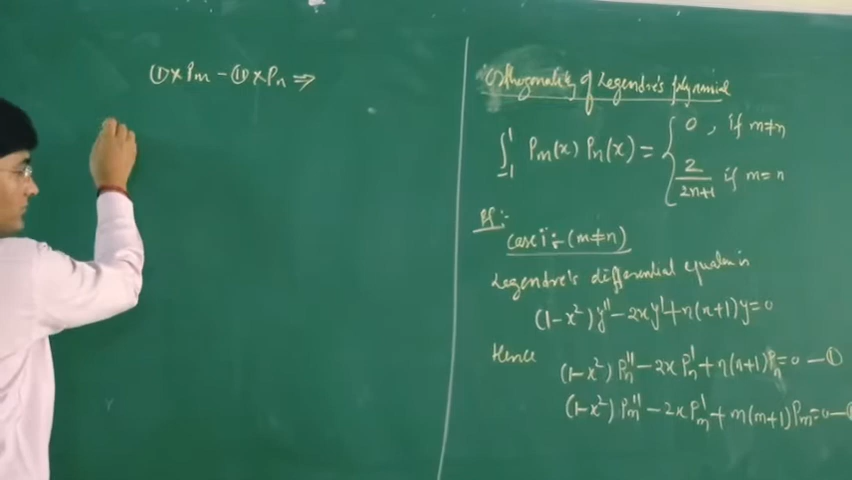 ① × Pm − ⑪ × Pn ⇒
Orthogonality of Legendre's polynomial
∫₋₁¹ Pm(x) Pn(x) = { 0, if m≠n
2/2n+1 if m=n
Pf:-
Case i :- (m≠n)
Legendre's differential equation is
(1-x²)y'' - 2xy' + n(n+1)y = 0
Hence (1-x²) Pn'' - 2x Pn' + n(n+1)Pn = 0 — ①
(1-x²) Pm'' - 2x Pm' + m(m+1)Pm = 0 —